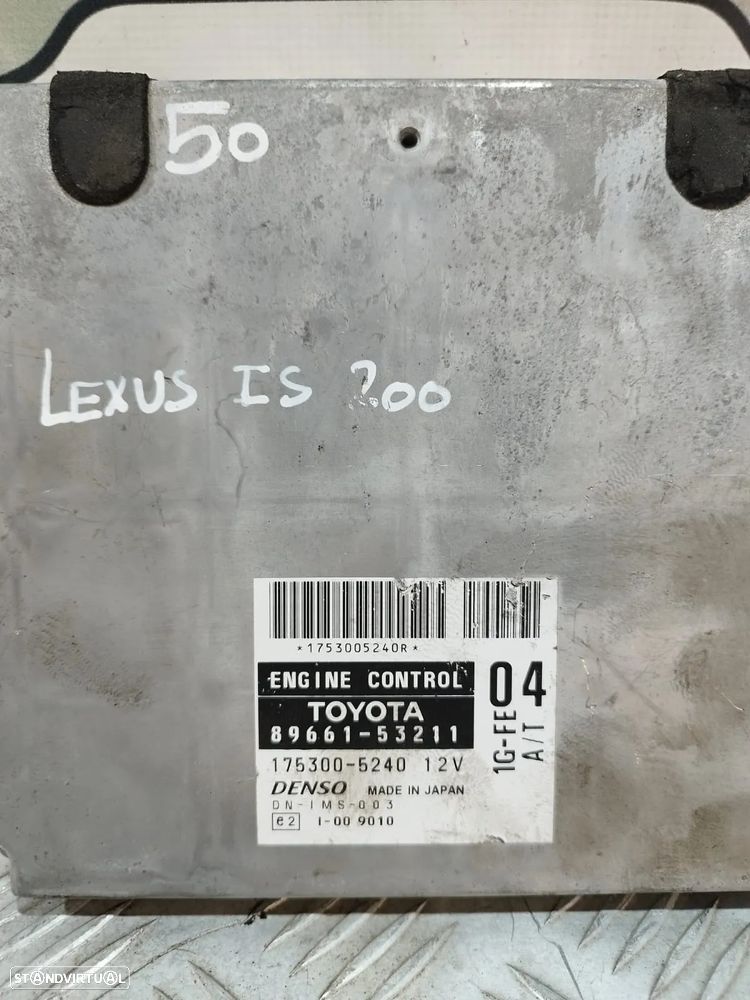 50
LEXUS IS 200
*1753005240R*
ENGINE CONTROL
TOYOTA
89661-53211
175300-5240 12V
DENSO MADE IN JAPAN
DN-IMS-003
e2 I-00 9010
04
1G-FE
A/T
STANDVIRTUAL